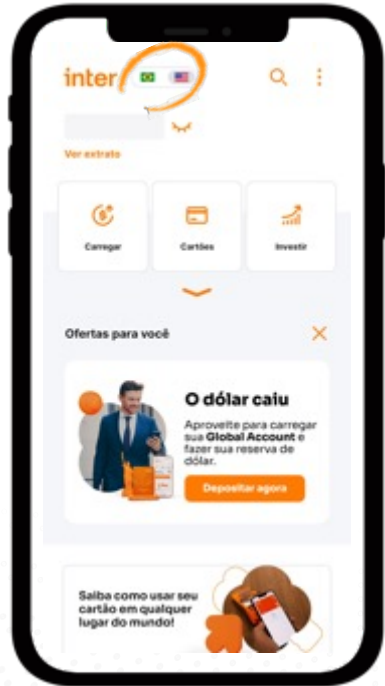 inter
Ver extrato
Carregar
Cartões
Investir
Ofertas para você
O dólar caiu
Aproveite para carregar
sua Global Account e
fazer sua reserva de
dólar.
Depositar agora
Saiba como usar seu
cartão em qualquer
lugar do mundo!